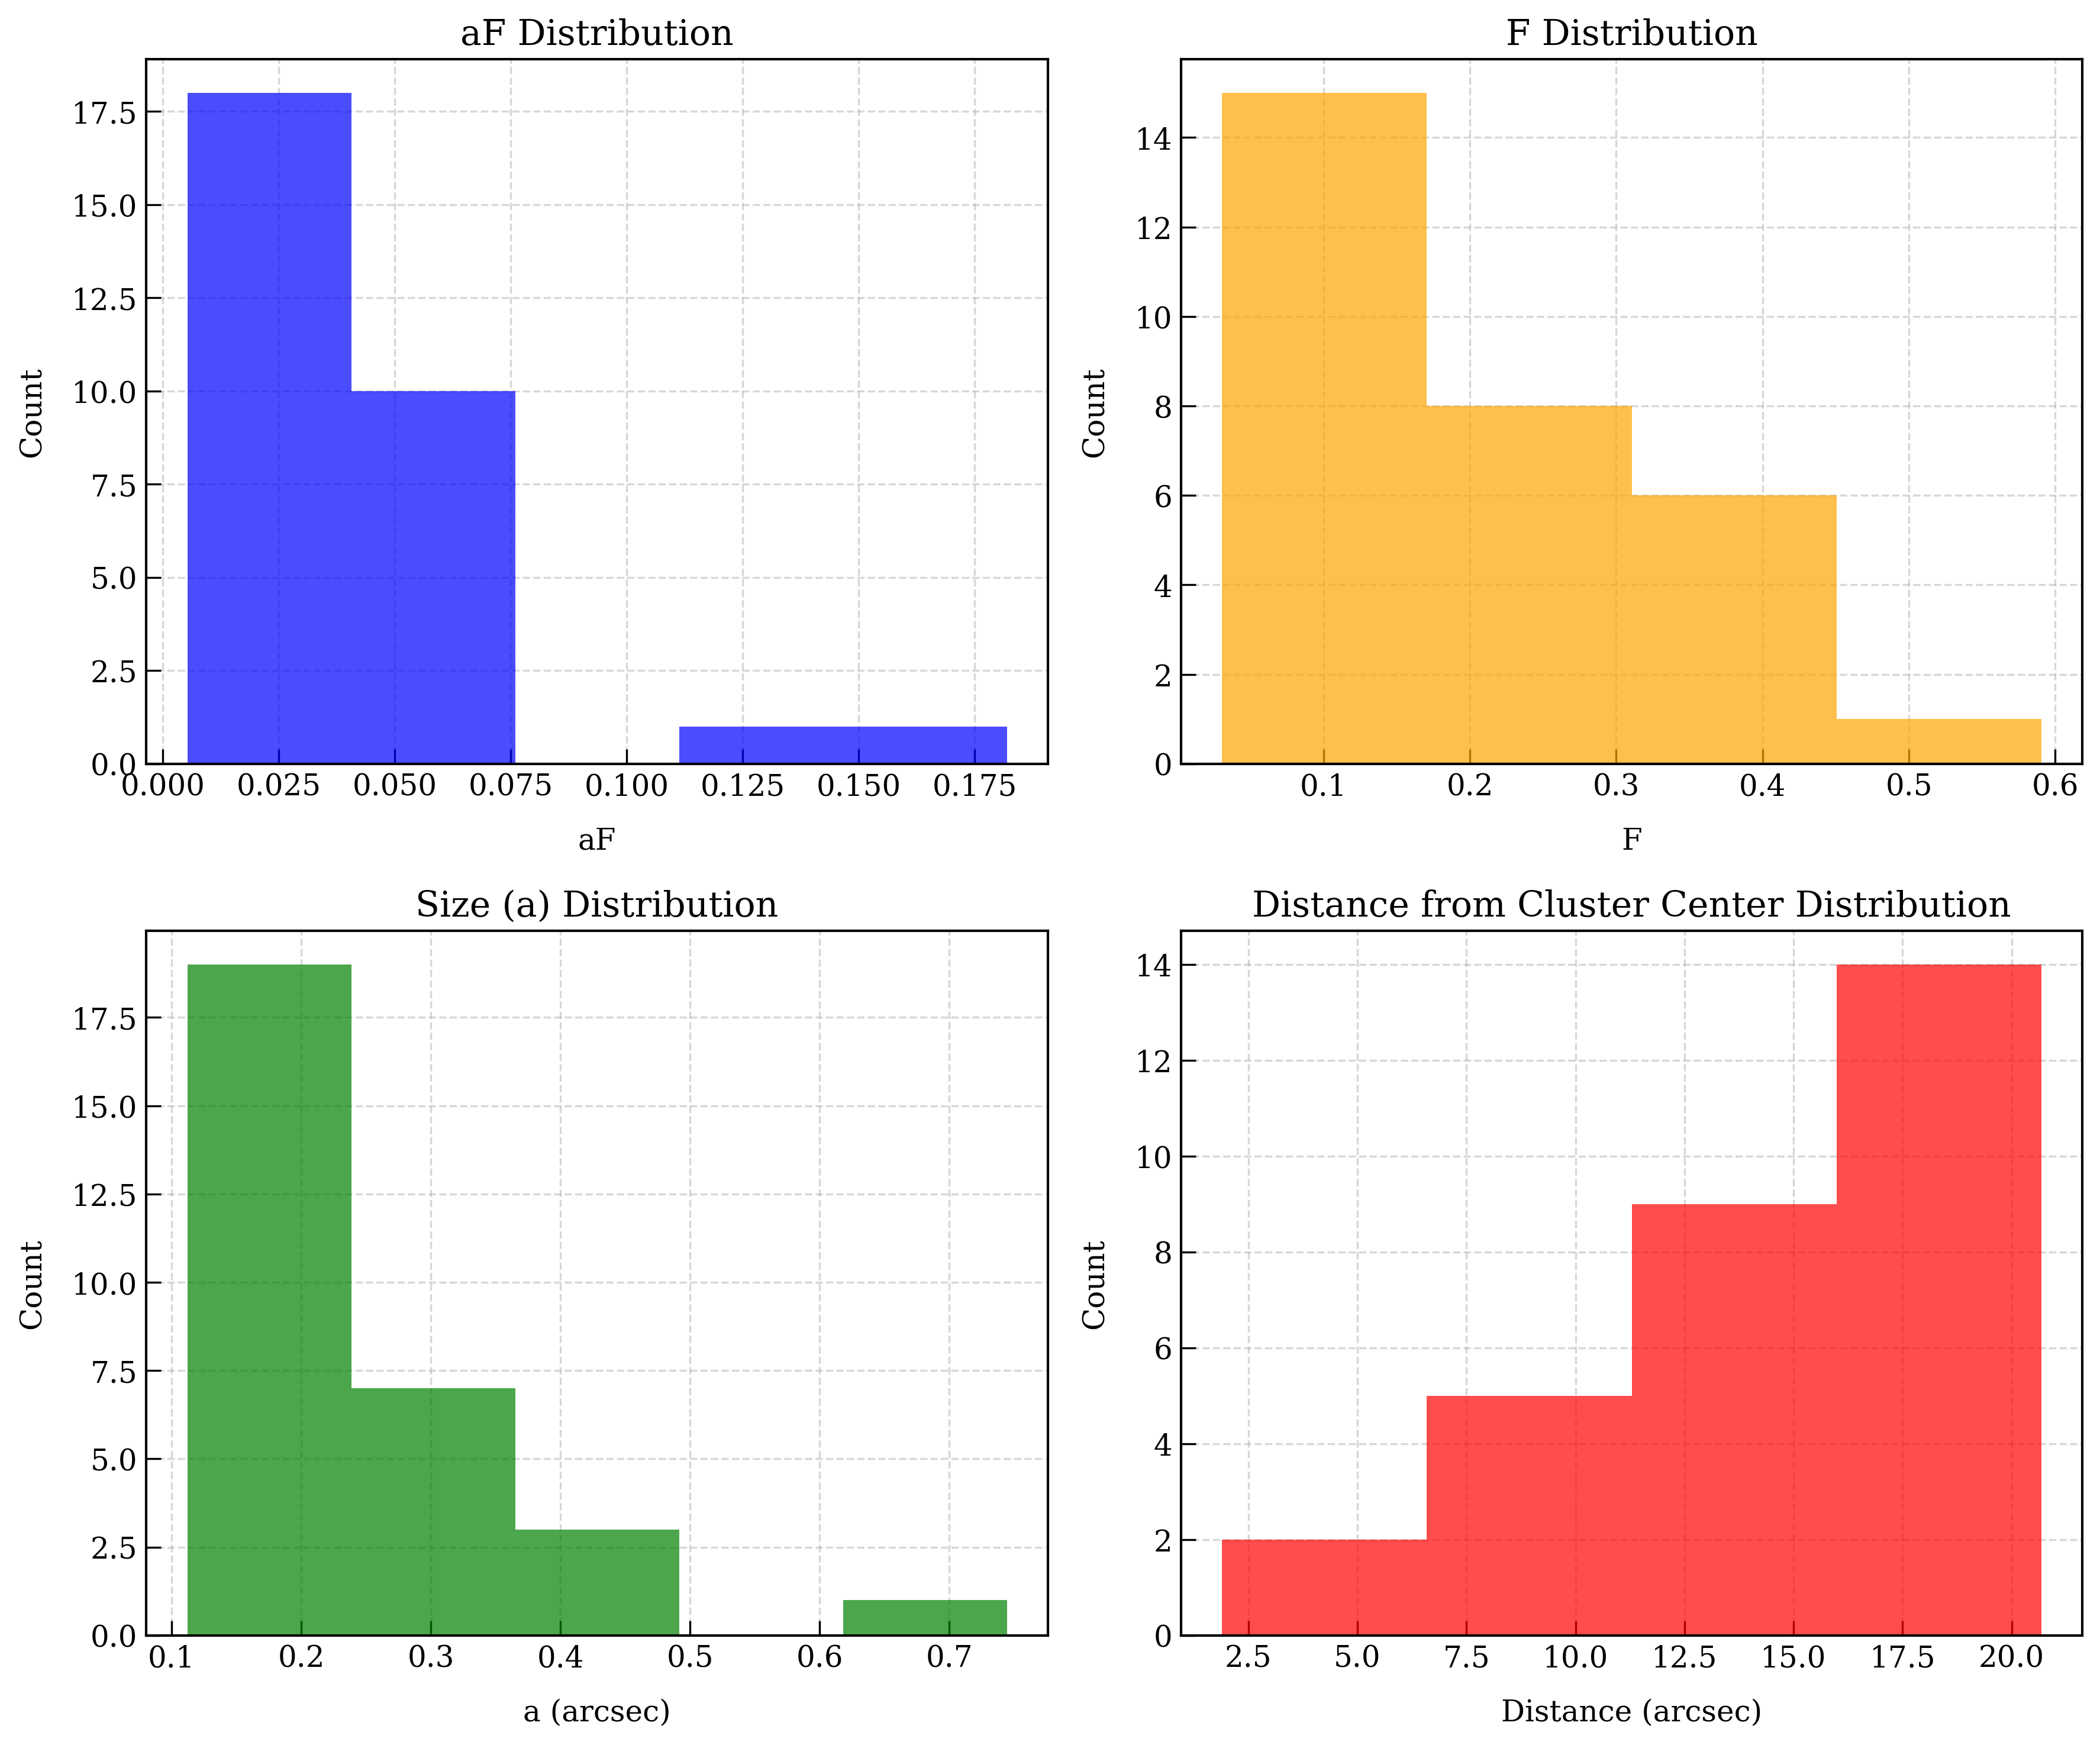 aF Distribution
17.5
15.0
12.5
10.0
7.5
5.0
2.5
0.0
Count
0.000 0.025 0.050 0.075 0.100 0.125 0.150 0.175
aF
F Distribution
14
12
10
8
6
4
2
0
Count
0.1 0.2 0.3 0.4 0.5 0.6
F
Size (a) Distribution
17.5
15.0
12.5
10.0
7.5
5.0
2.5
0.0
Count
0.1 0.2 0.3 0.4 0.5 0.6 0.7
a (arcsec)
Distance from Cluster Center Distribution
14
12
10
8
6
4
2
0
Count
2.5 5.0 7.5 10.0 12.5 15.0 17.5 20.0
Distance (arcsec)